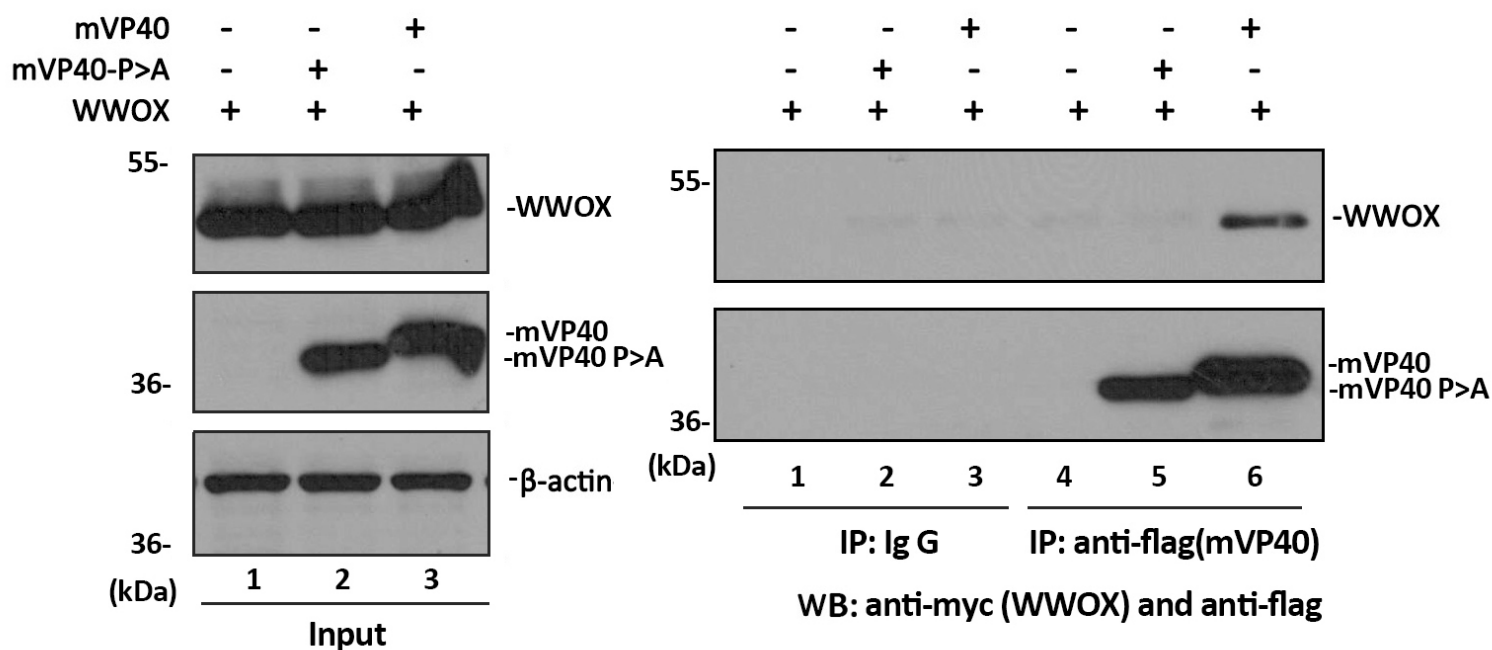 mVP40 - - + - - + - - +
mVP40-P>A - + - - + - - + -
WWOX + + + + + + + + +
55-
-WWOX
-mVP40
-mVP40 P>A
36-
-β-actin
36-
(kDa)
1 2 3
Input
55-
-WWOX
-mVP40
-mVP40 P>A
36-
(kDa)
1 2 3 4 5 6
IP: Ig G IP: anti-flag(mVP40)
WB: anti-myc (WWOX) and anti-flag